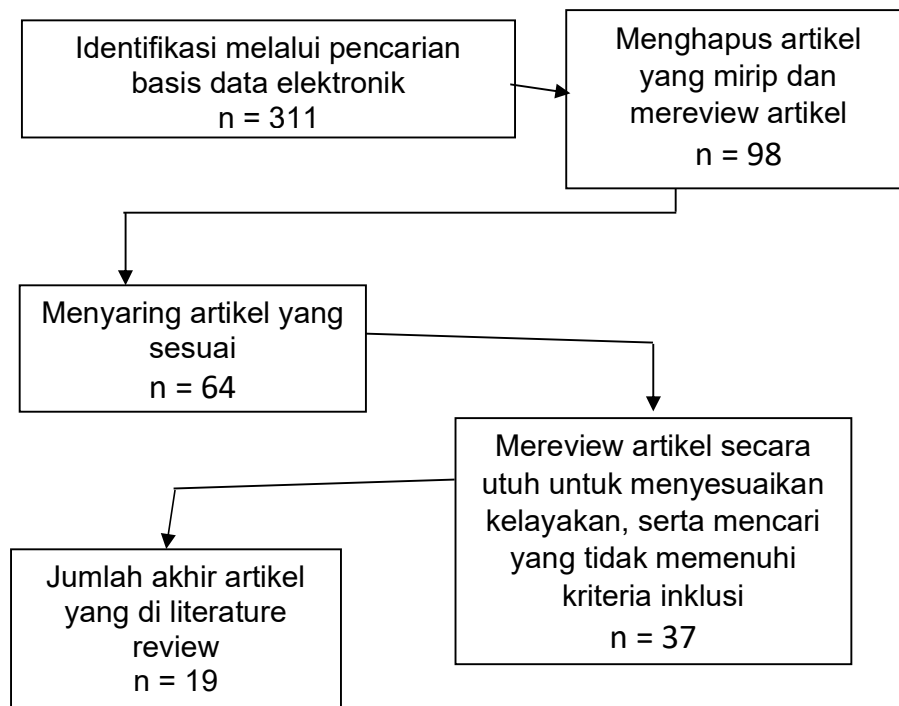 Identifikasi melalui pencarian
basis data elektronik
n = 311
Menghapus artikel
yang mirip dan
mereview artikel
n = 98
Menyaring artikel yang
sesuai
n = 64
Mereview artikel secara
utuh untuk menyesuaikan
kelayakan, serta mencari
yang tidak memenuhi
kriteria inklusi
n = 37
Jumlah akhir artikel
yang di literature
review
n = 19